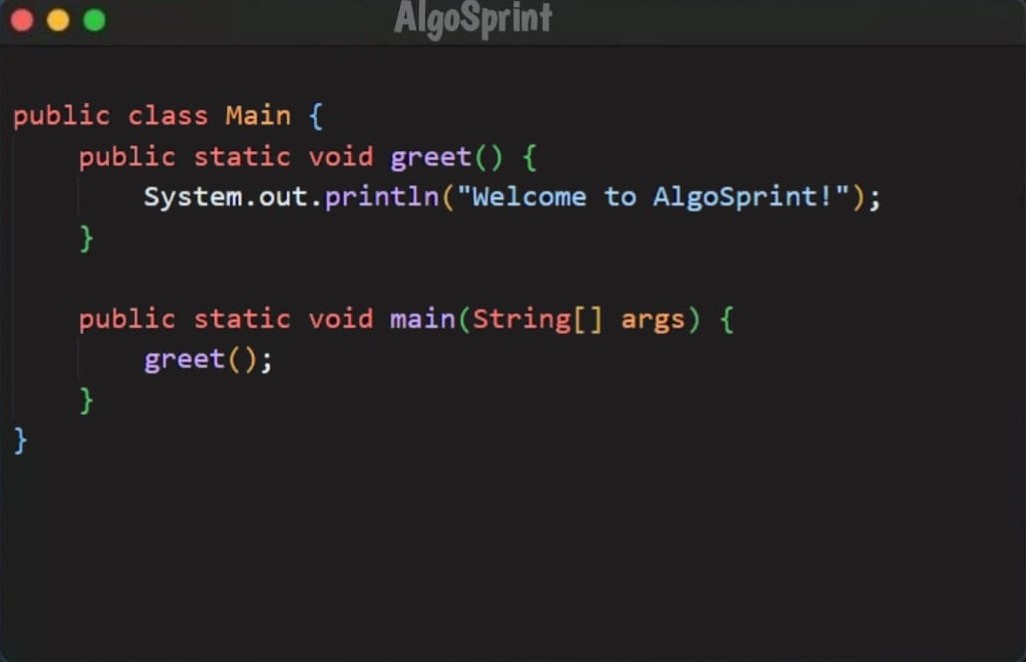 AlgoSprint
public class Main {
    public static void greet() {
        System.out.println("Welcome to AlgoSprint!");
    }

    public static void main(String[] args) {
        greet();
    }
}